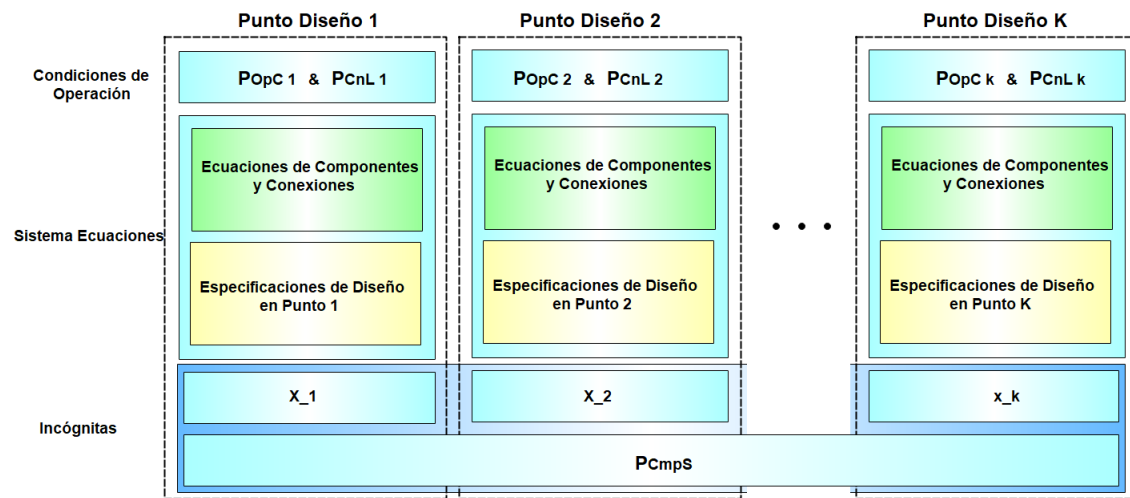 Punto Diseño 1
Punto Diseño 2
Punto Diseño K
Condiciones de
Operación
POpC 1 & PCnL 1
POpC 2 & PCnL 2
POpC k & PCnL k
Sistema Ecuaciones
Ecuaciones de Componentes
y Conexiones
Ecuaciones de Componentes
y Conexiones
Ecuaciones de Componentes
y Conexiones
• • •
Especificaciones de Diseño
en Punto 1
Especificaciones de Diseño
en Punto 2
Especificaciones de Diseño
en Punto K
Incógnitas
X_1
X_2
x_k
PCmpS